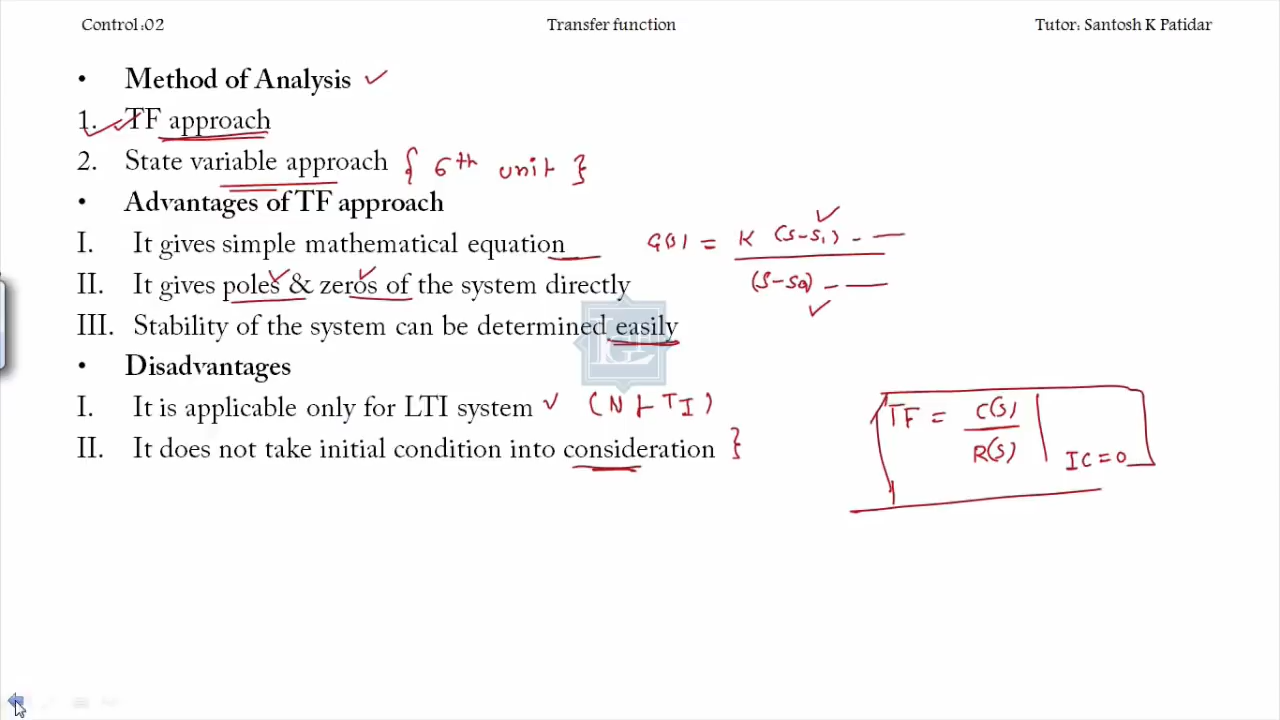 Control:02 Transfer function Tutor: Santosh K Patidar
• Method of Analysis ✓
1. TF approach
2. State variable approach { 6th unit }
• Advantages of TF approach
I. It gives simple mathematical equation
G(s) = K (s-s1) - —
(s-sa) - —
II. It gives poles & zeros of the system directly
III. Stability of the system can be determined easily
• Disadvantages
I. It is applicable only for LTI system ✓
II. It does not take initial condition into consideration }
TF = C(s)
R(s) | IC=0